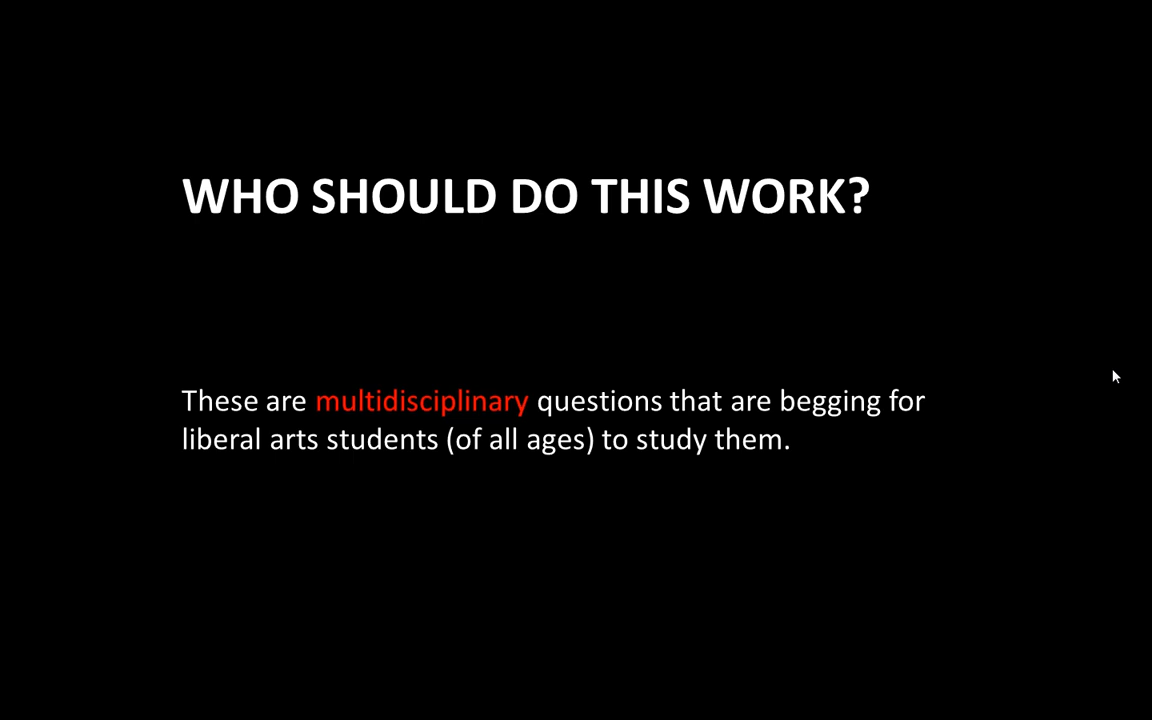 WHO SHOULD DO THIS WORK?
These are multidisciplinary questions that are begging for
liberal arts students (of all ages) to study them.